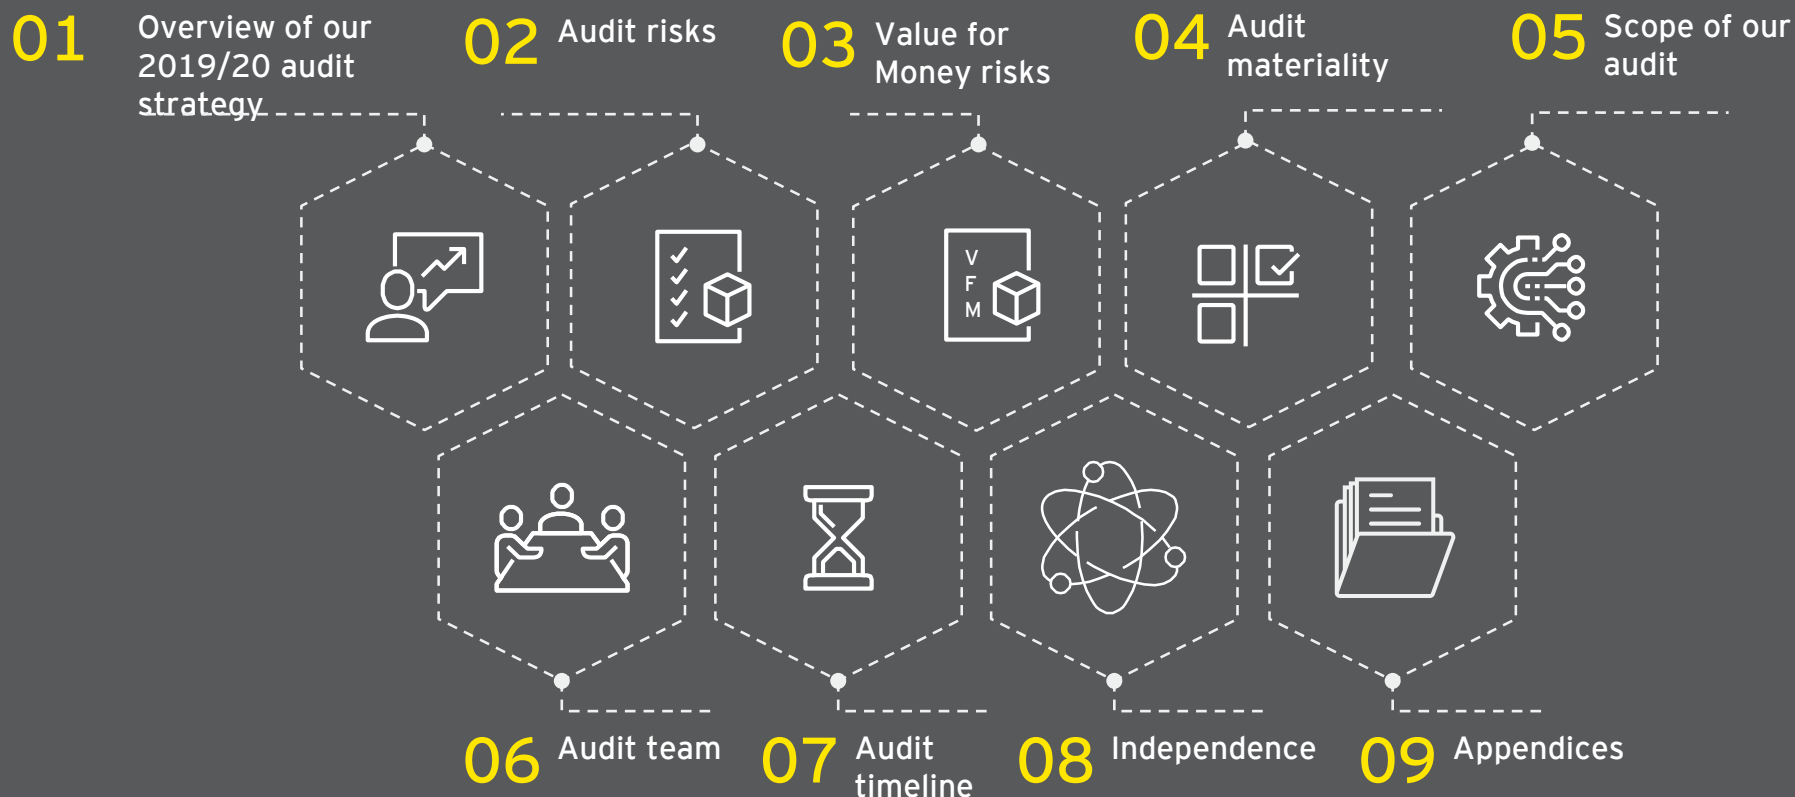 01 Overview of our
2019/20 audit
strategy
02 Audit risks
03 Value for
Money risks
04 Audit
materiality
05 Scope of our
audit
V
F
M
06 Audit team
07 Audit
timeline
08 Independence
09 Appendices